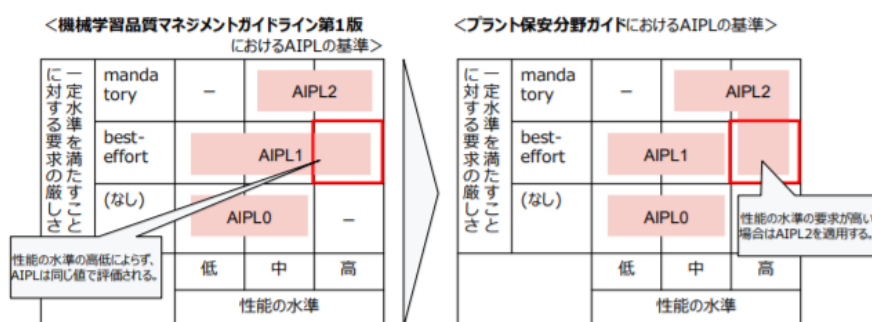 ＜機械学習品質マネジメントガイドライン第1版
におけるAIPLの基準＞
一定水準を満たすこと
に対する要求の厳しさ
manda
tory
－
AIPL2
best-
effort
AIPL1
(なし)
AIPL0
－
性能の水準の高低によらず、
AIPLは同じ値で評価される。
低
中
高
性能の水準
＜プラント保安分野ガイドにおけるAIPLの基準＞
一定水準を満たすこと
に対する要求の厳しさ
manda
tory
－
AIPL2
best-
effort
AIPL1
(なし)
AIPL0
性能の水準の要求が高い
場合はAIPL2を適用する。
低
中
高
性能の水準